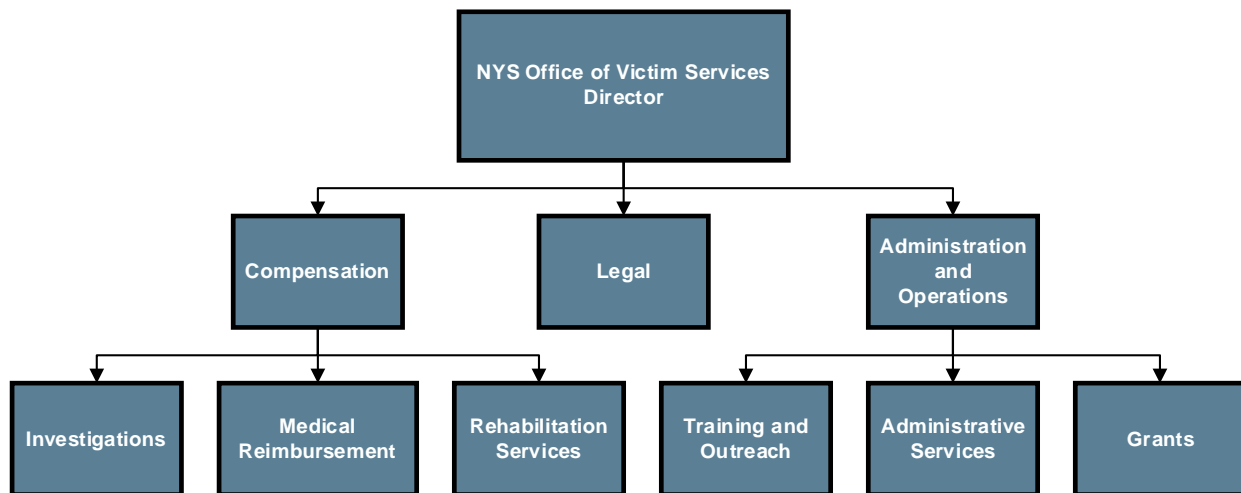 NYS Office of Victim Services
Director
Compensation
Legal
Administration
and
Operations
Investigations
Medical
Reimbursement
Rehabilitation
Services
Training and
Outreach
Administrative
Services
Grants